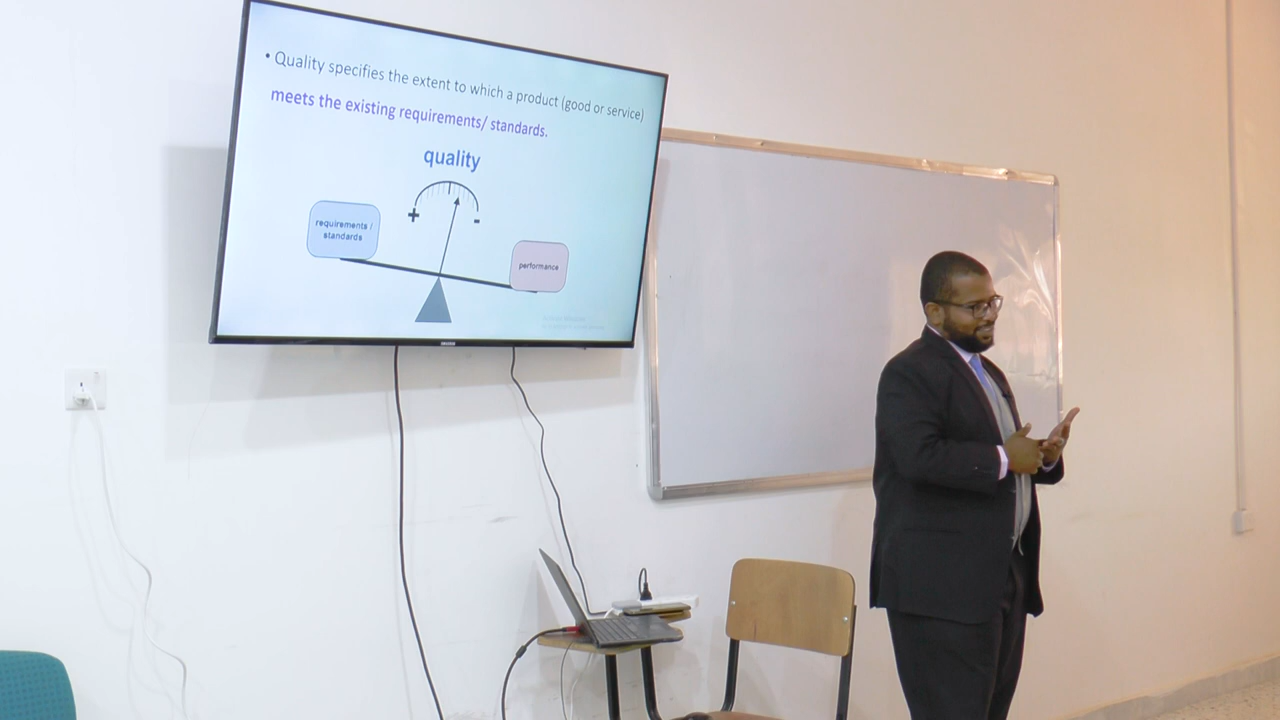 • Quality specifies the extent to which a product (good or service)
meets the existing requirements/ standards.
quality
+ -
requirements /
standards
performance